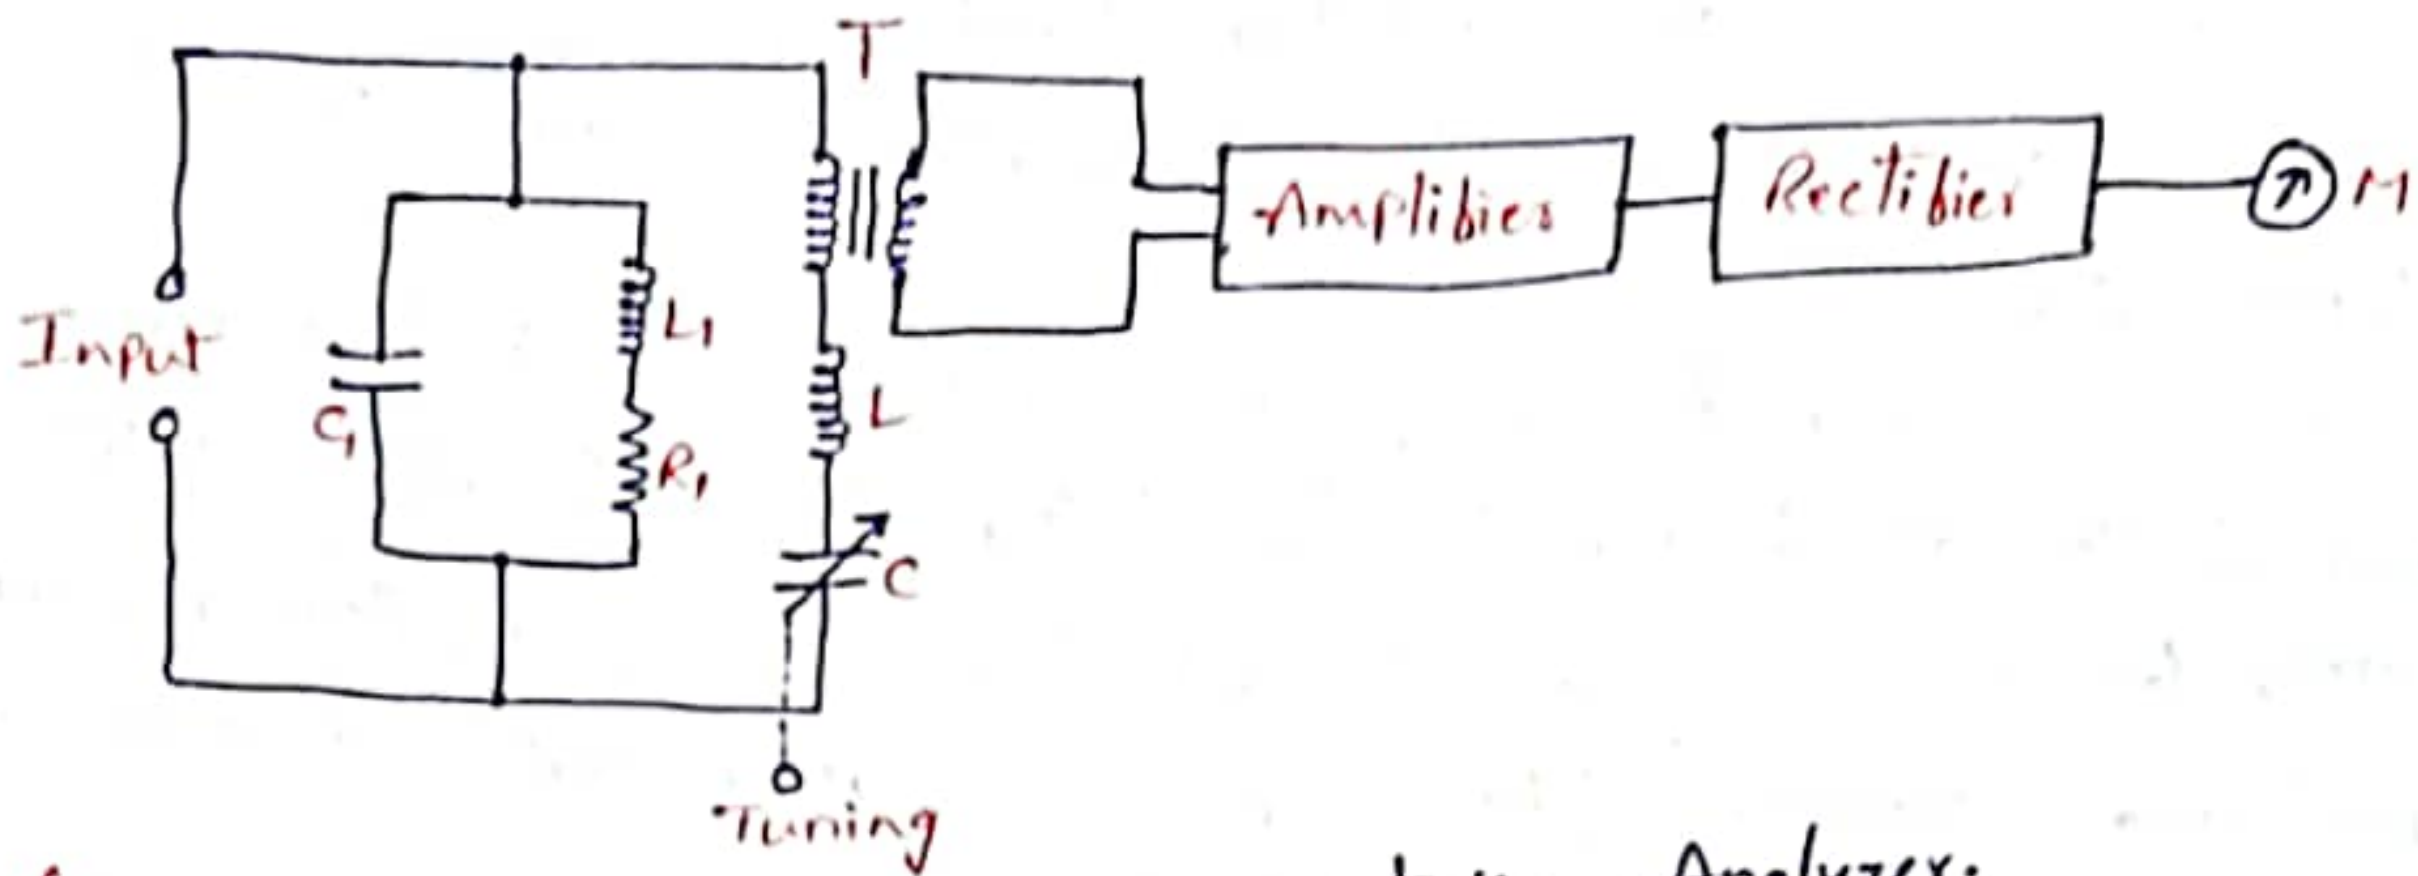 T
Amplifier
Rectifier
M
Input
L1
C1
R1
L
C
Tuning
Analyzer.